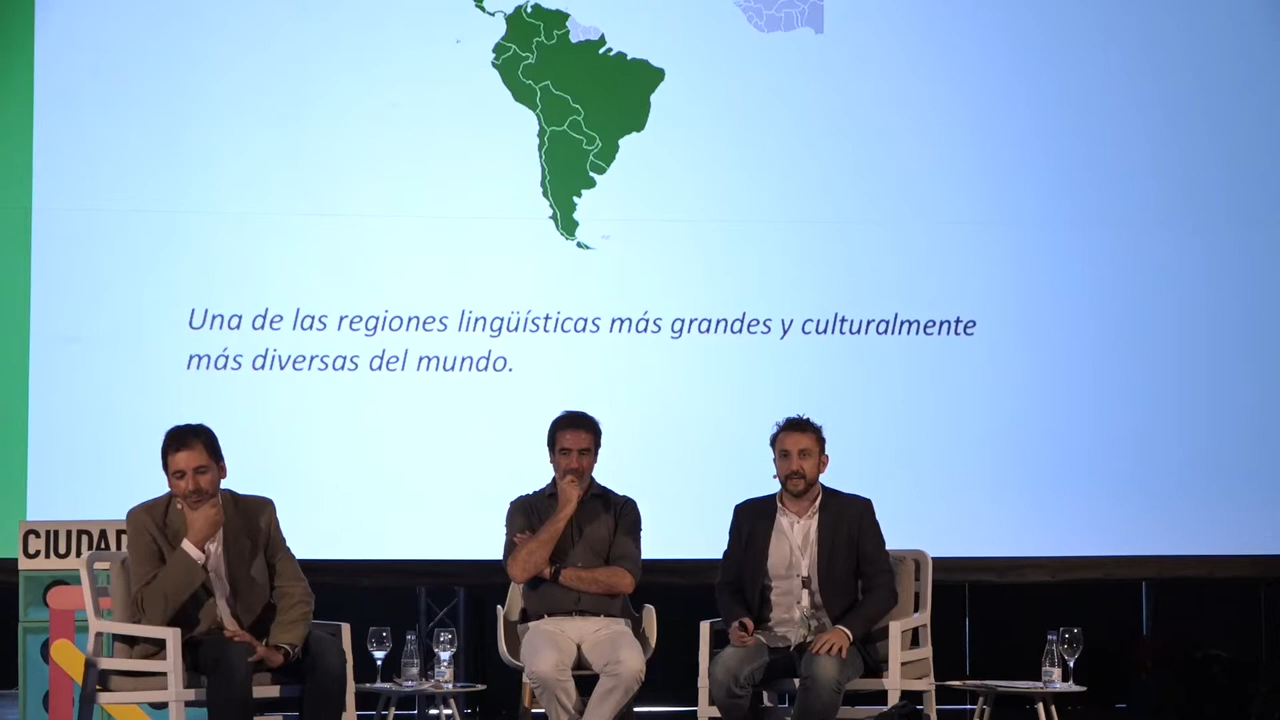 Una de las regiones lingüísticas más grandes y culturalmente
más diversas del mundo.
CIUDAD